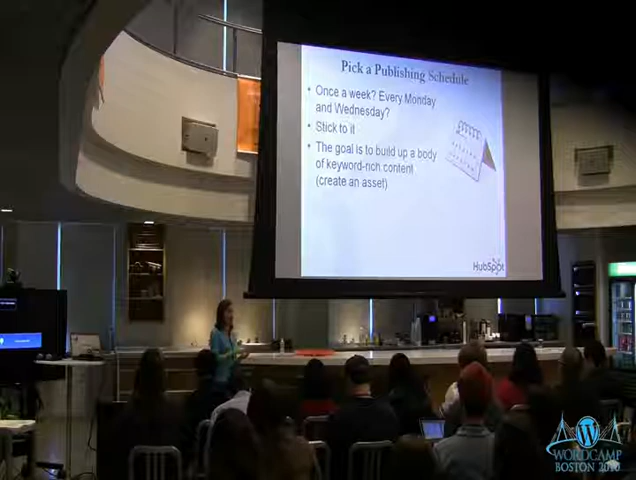 Pick a Publishing Schedule
• Once a week? Every Monday
and Wednesday?
• Stick to it
• The goal is to build up a body
of keyword-rich content
(create an asset)
HubSpot
WORDCAMP
BOSTON 2010